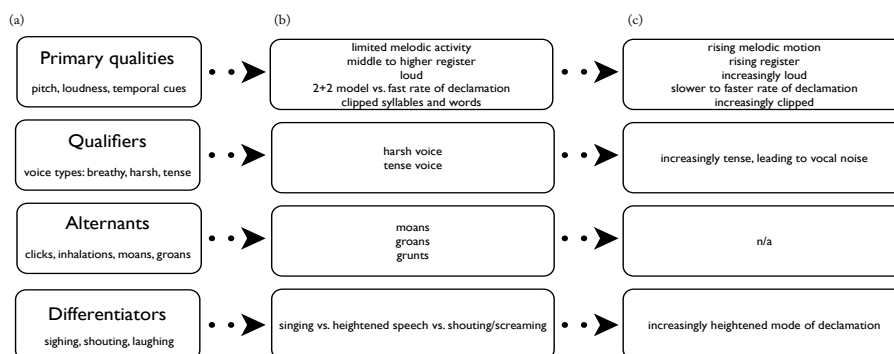 (a)
(b)
(c)
Primary qualities
pitch, loudness, temporal cues
limited melodic activity
middle to higher register
loud
2+2 model vs. fast rate of declamation
clipped syllables and words
rising melodic motion
rising register
increasingly loud
slower to faster rate of declamation
increasingly clipped
Qualifiers
voice types: breathy, harsh, tense
harsh voice
tense voice
increasingly tense, leading to vocal noise
Alternants
clicks, inhalations, moans, groans
moans
groans
grunts
n/a
Differentiators
sighing, shouting, laughing
singing vs. heightened speech vs. shouting/screaming
increasingly heightened mode of declamation